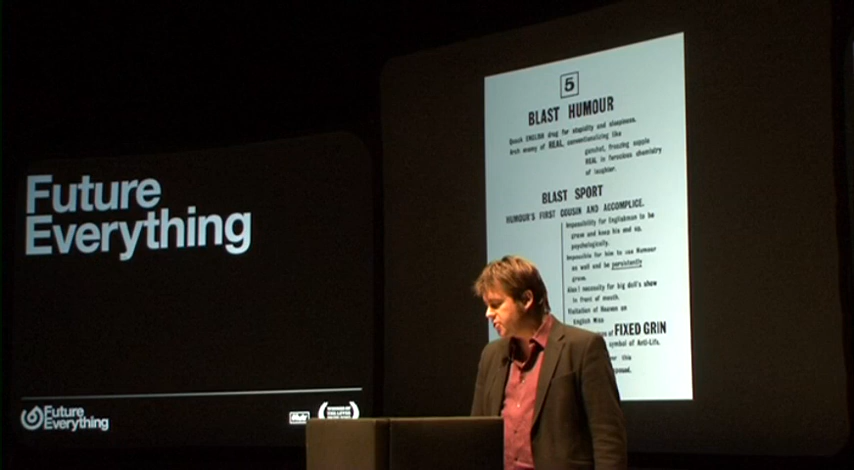 Future
Everything
Future
Everything
5
BLAST HUMOUR
Quack ENGLISH drug for stupidity and sleepiness.
Arch enemy of REAL, conventionalizing like
gunshot, freezing supple
REAL in ferocious chemistry
of laughter.
BLAST SPORT
HUMOUR'S FIRST COUSIN AND ACCOMPLICE.
Impossibility for Englishman to be
grave and keep his end up,
psychologically.
Impossible for him to use Humour
as well and be persistently
grave.
Alas! necessity for big doll's show
in front of mouth.
Visitation of Heaven on
English Miss
of FIXED GRIN
symbol of Anti-Life.
this